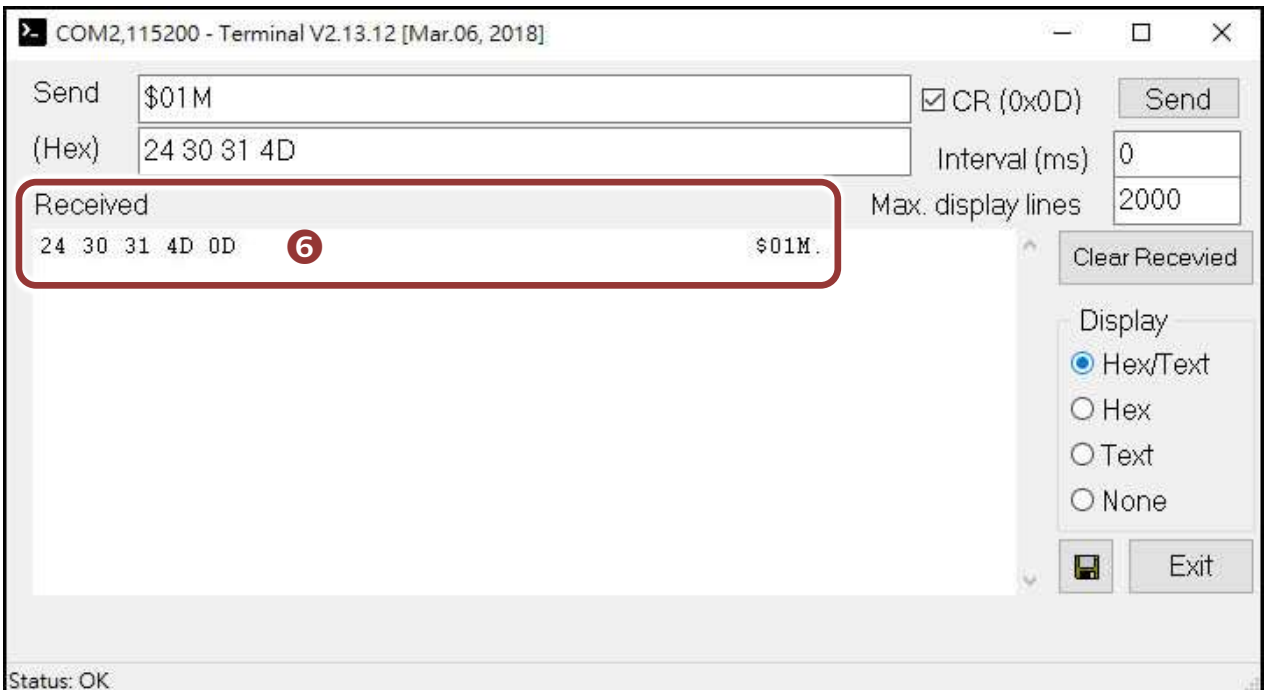 COM2,115200 - Terminal V2.13.12 [Mar.06, 2018]
Send $01M CR (0x0D) Send
(Hex) 24 30 31 4D Interval (ms) 0
Received Max. display lines 2000
24 30 31 4D 0D 6 $01M.
Clear Recevied
Display
Hex/Text
Hex
Text
None
Exit
Status: OK